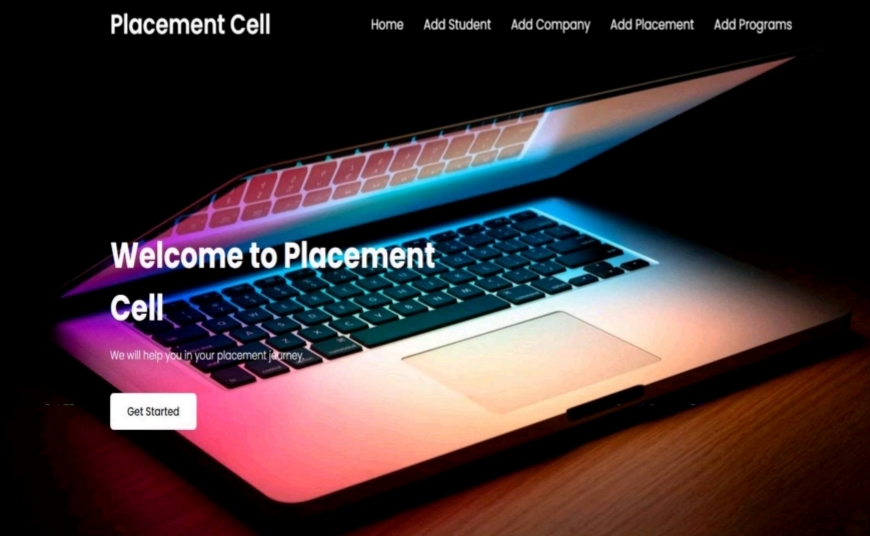 Placement Cell
Home Add Student Add Company Add Placement Add Programs
Welcome to Placement
Cell
We will help you in your placement journey.
Get Started